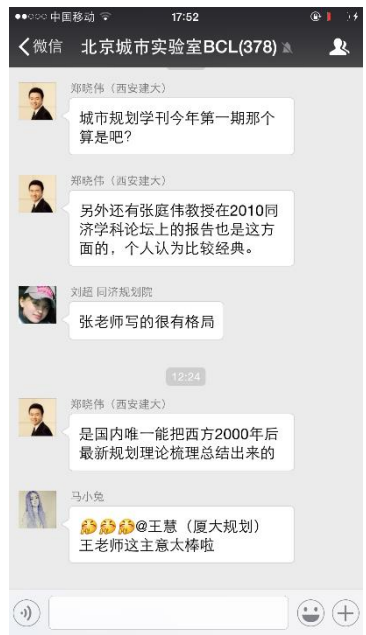 中国移动 17:52
微信 北京城市实验室BCL(378)
郑晓伟（西安建大）
城市规划学刊今年第一期那个
算是吧？
郑晓伟（西安建大）
另外还有张庭伟教授在2010同
济学科论坛上的报告也是这方
面的，个人认为比较经典。
刘超 同济规划院
张老师写的很有格局
12:24
郑晓伟（西安建大）
是国内唯一能把西方2000年后
最新规划理论梳理总结出来的
马小兔
@王慧（厦大规划）
王老师这主意太棒啦